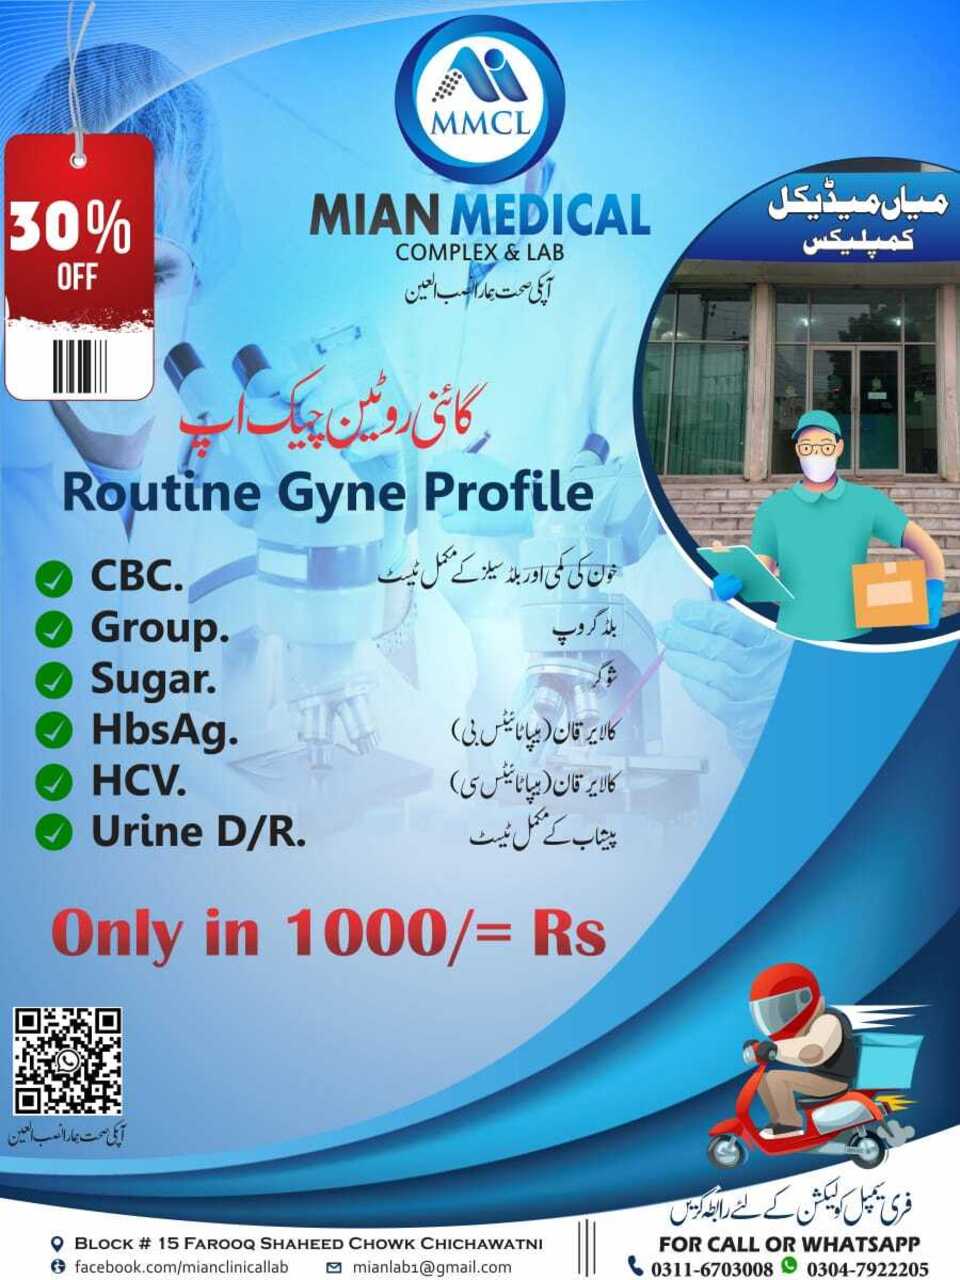 MMCL
MIAN MEDICAL
COMPLEX & LAB
آپکی صحت ہمارا نصب العین
30%
OFF
میاں میڈیکل
کمپلیکس
گائنی روٹین چیک اپ
Routine Gyne Profile
CBC. خون کی کمی اور بلڈ سیلز کے مکمل ٹیسٹ
Group. بلڈ گروپ
Sugar. شوگر
HbsAg. کالا یرقان (ہیپاٹائیٹس بی)
HCV. کالا یرقان (ہیپاٹائیٹس سی)
Urine D/R. پیشاب کے مکمل ٹیسٹ
Only in 1000/= Rs
آپکی صحت ہمارا نصب العین
فری سیمپل کولیکشن کے لئے رابطہ کریں
BLOCK # 15 FAROOQ SHAHEED CHOWK CHICHAWATNI
facebook.com/mianclinicallab mianlab1@gmail.com
FOR CALL OR WHATSAPP
0311-6703008 0304-7922205